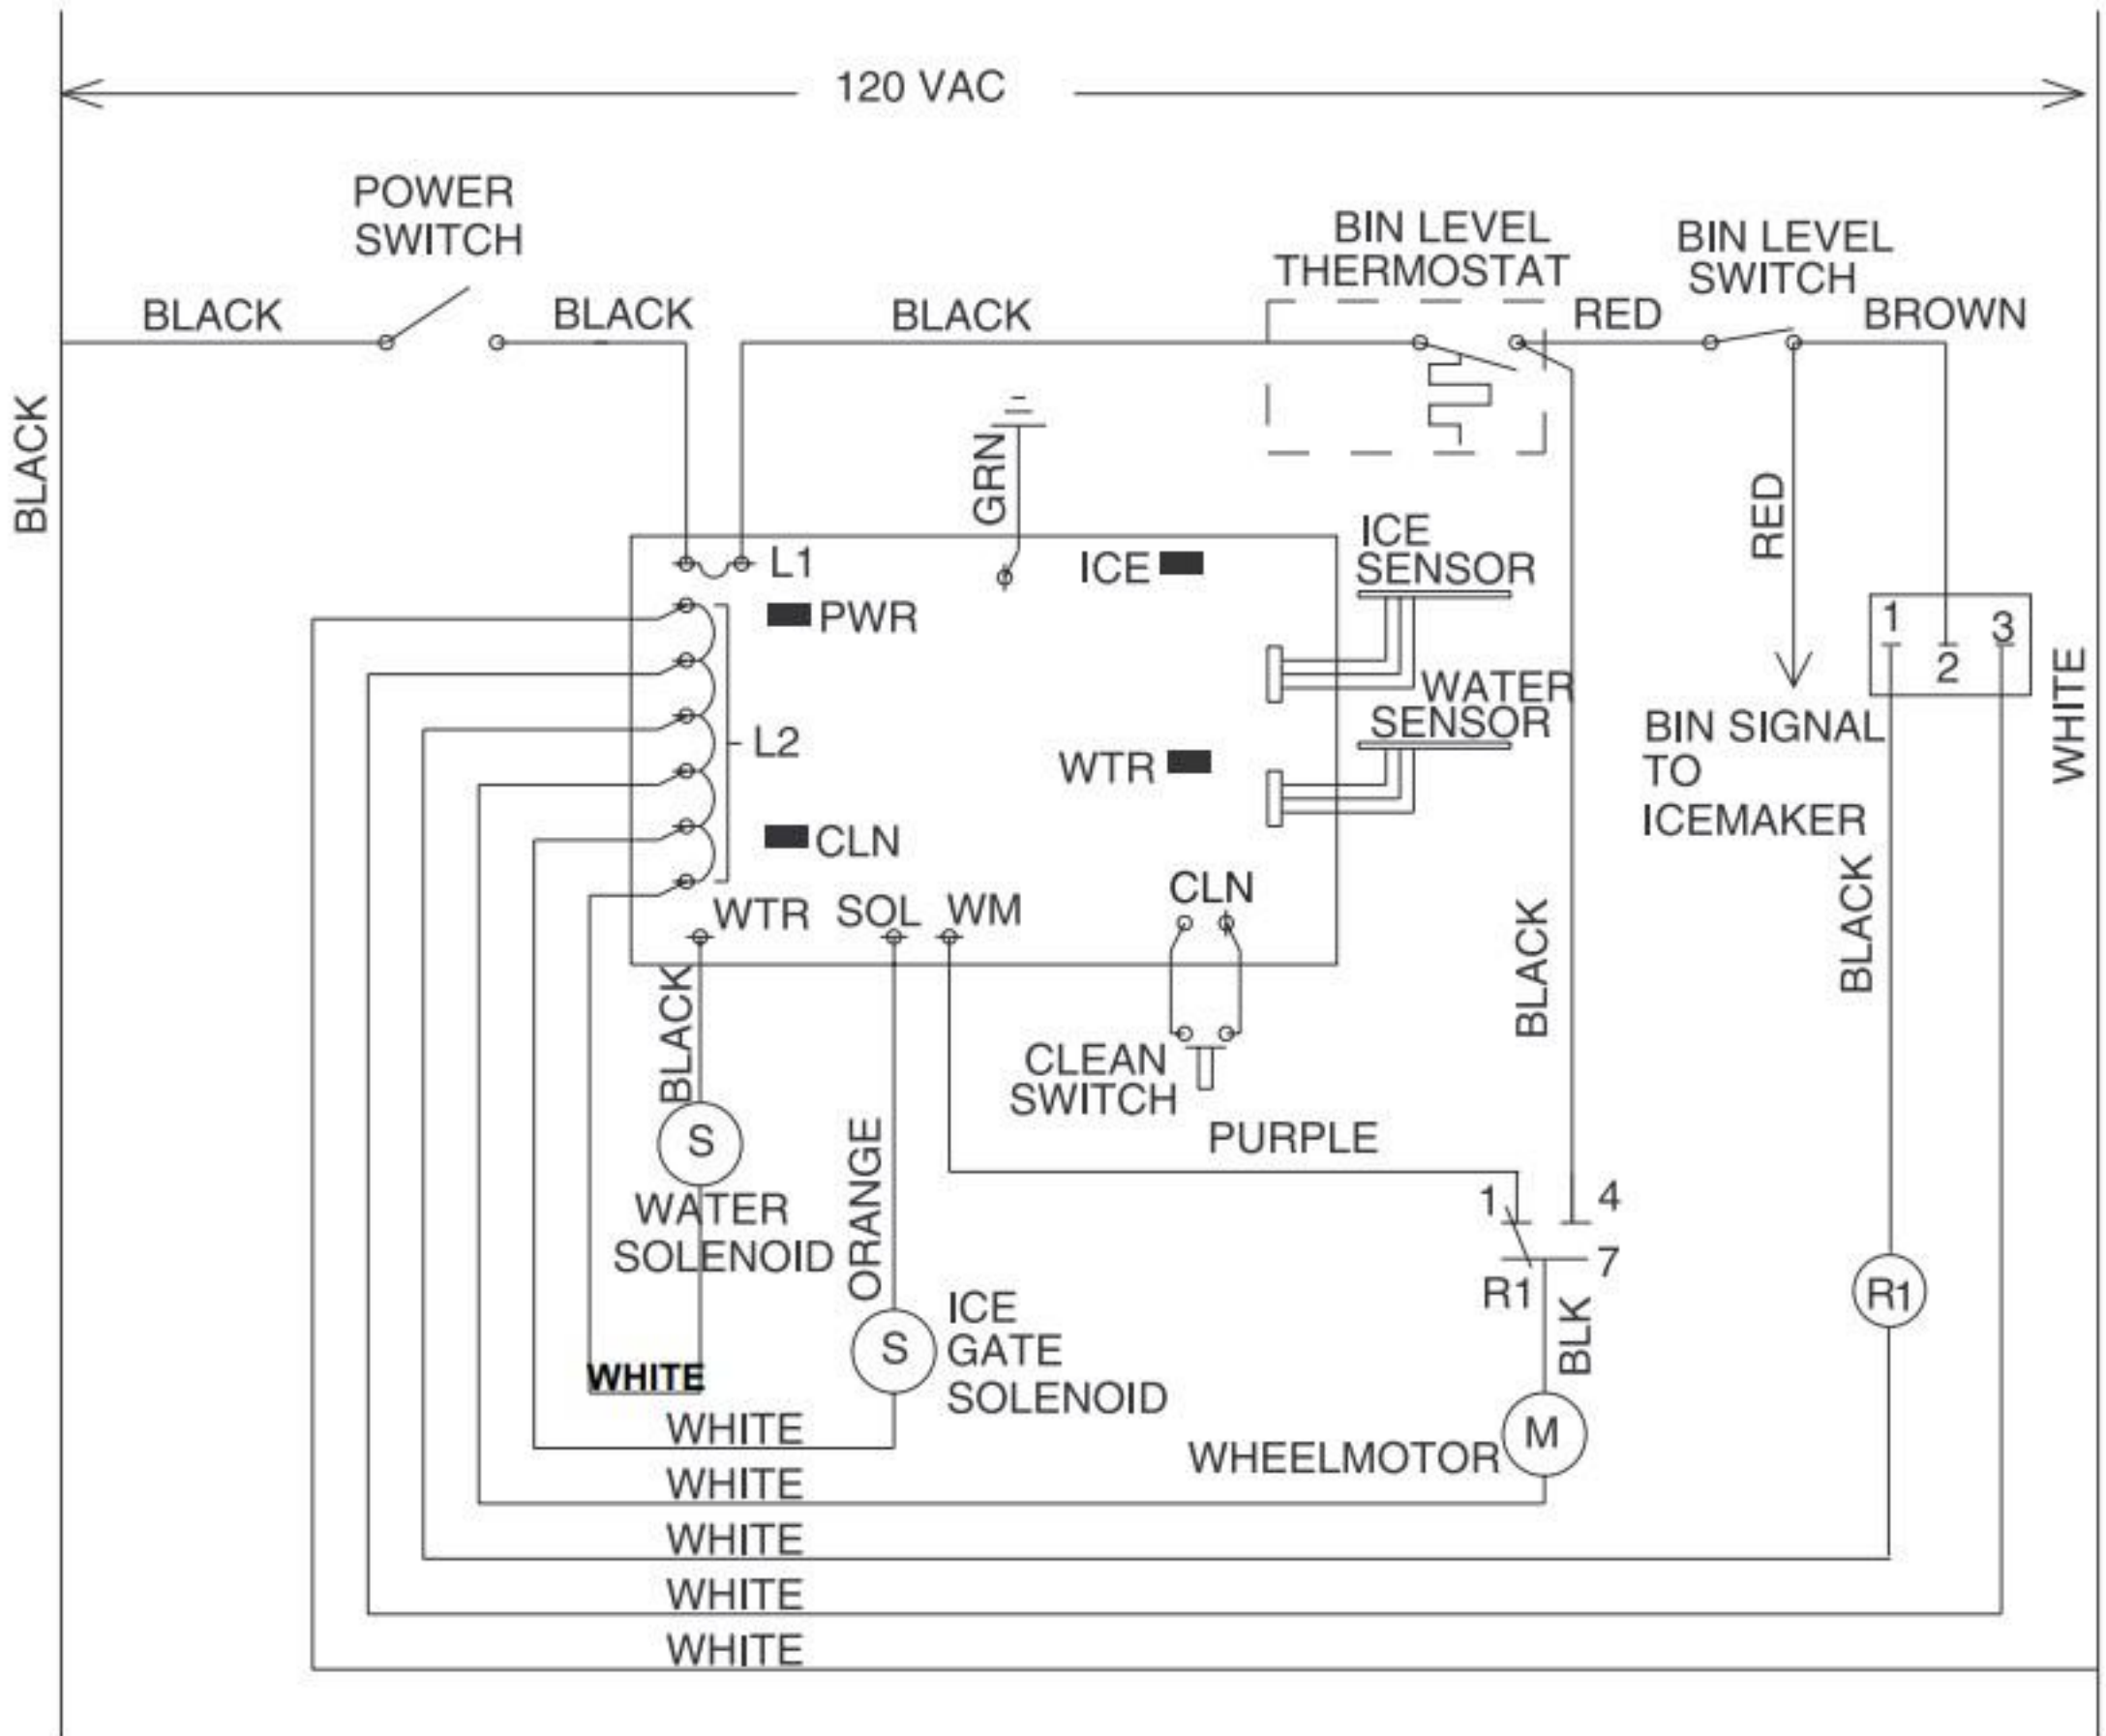 120 VAC
POWER
SWITCH
BLACK
BLACK
BLACK
BIN LEVEL
THERMOSTAT
RED
BIN LEVEL
SWITCH
BROWN
BLACK
GRN
RED
L1
ICE
ICE
SENSOR
PWR
1
2
3
WHITE
L2
WATER
SENSOR
WTR
BIN SIGNAL
TO
ICEMAKER
CLN
WTR
SOL
WM
CLN
BLACK
BLACK
BLACK
CLEAN
SWITCH
PURPLE
S
WATER
SOLENOID
ORANGE
1
4
7
R1
R1
BLK
ICE
GATE
SOLENOID
S
WHEELMOTOR
M
WHITE
WHITE
WHITE
WHITE
WHITE
WHITE